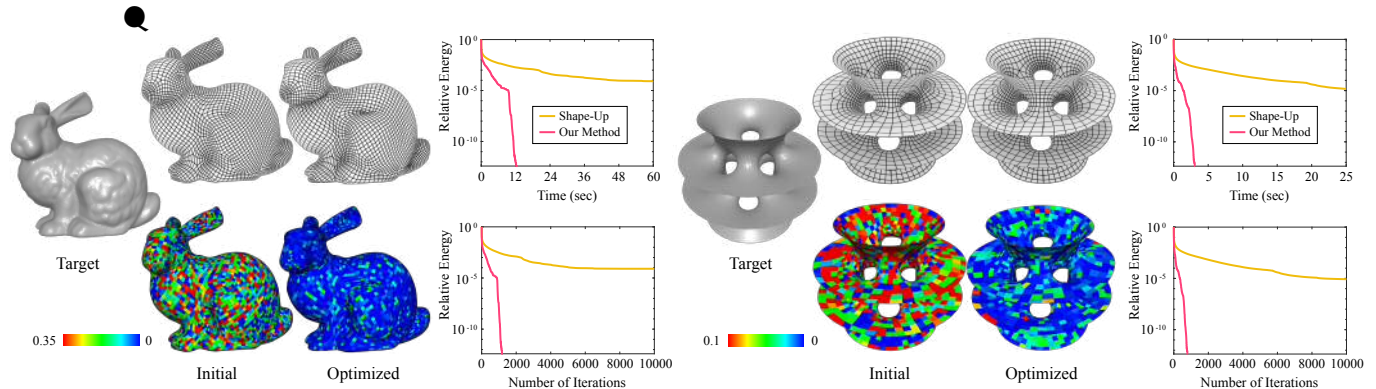 Q
Target
Initial
Optimized
0.35
0
Relative Energy
10^0
10^-5
10^-10
0
12
24
36
48
60
Time (sec)
Shape-Up
Our Method
Relative Energy
10^0
10^-5
10^-10
0
2000
4000
6000
8000
10000
Number of Iterations
Target
Initial
Optimized
0.1
0
Relative Energy
10^0
10^-5
10^-10
0
5
10
15
20
25
Time (sec)
Shape-Up
Our Method
Relative Energy
10^0
10^-5
10^-10
0
2000
4000
6000
8000
10000
Number of Iterations